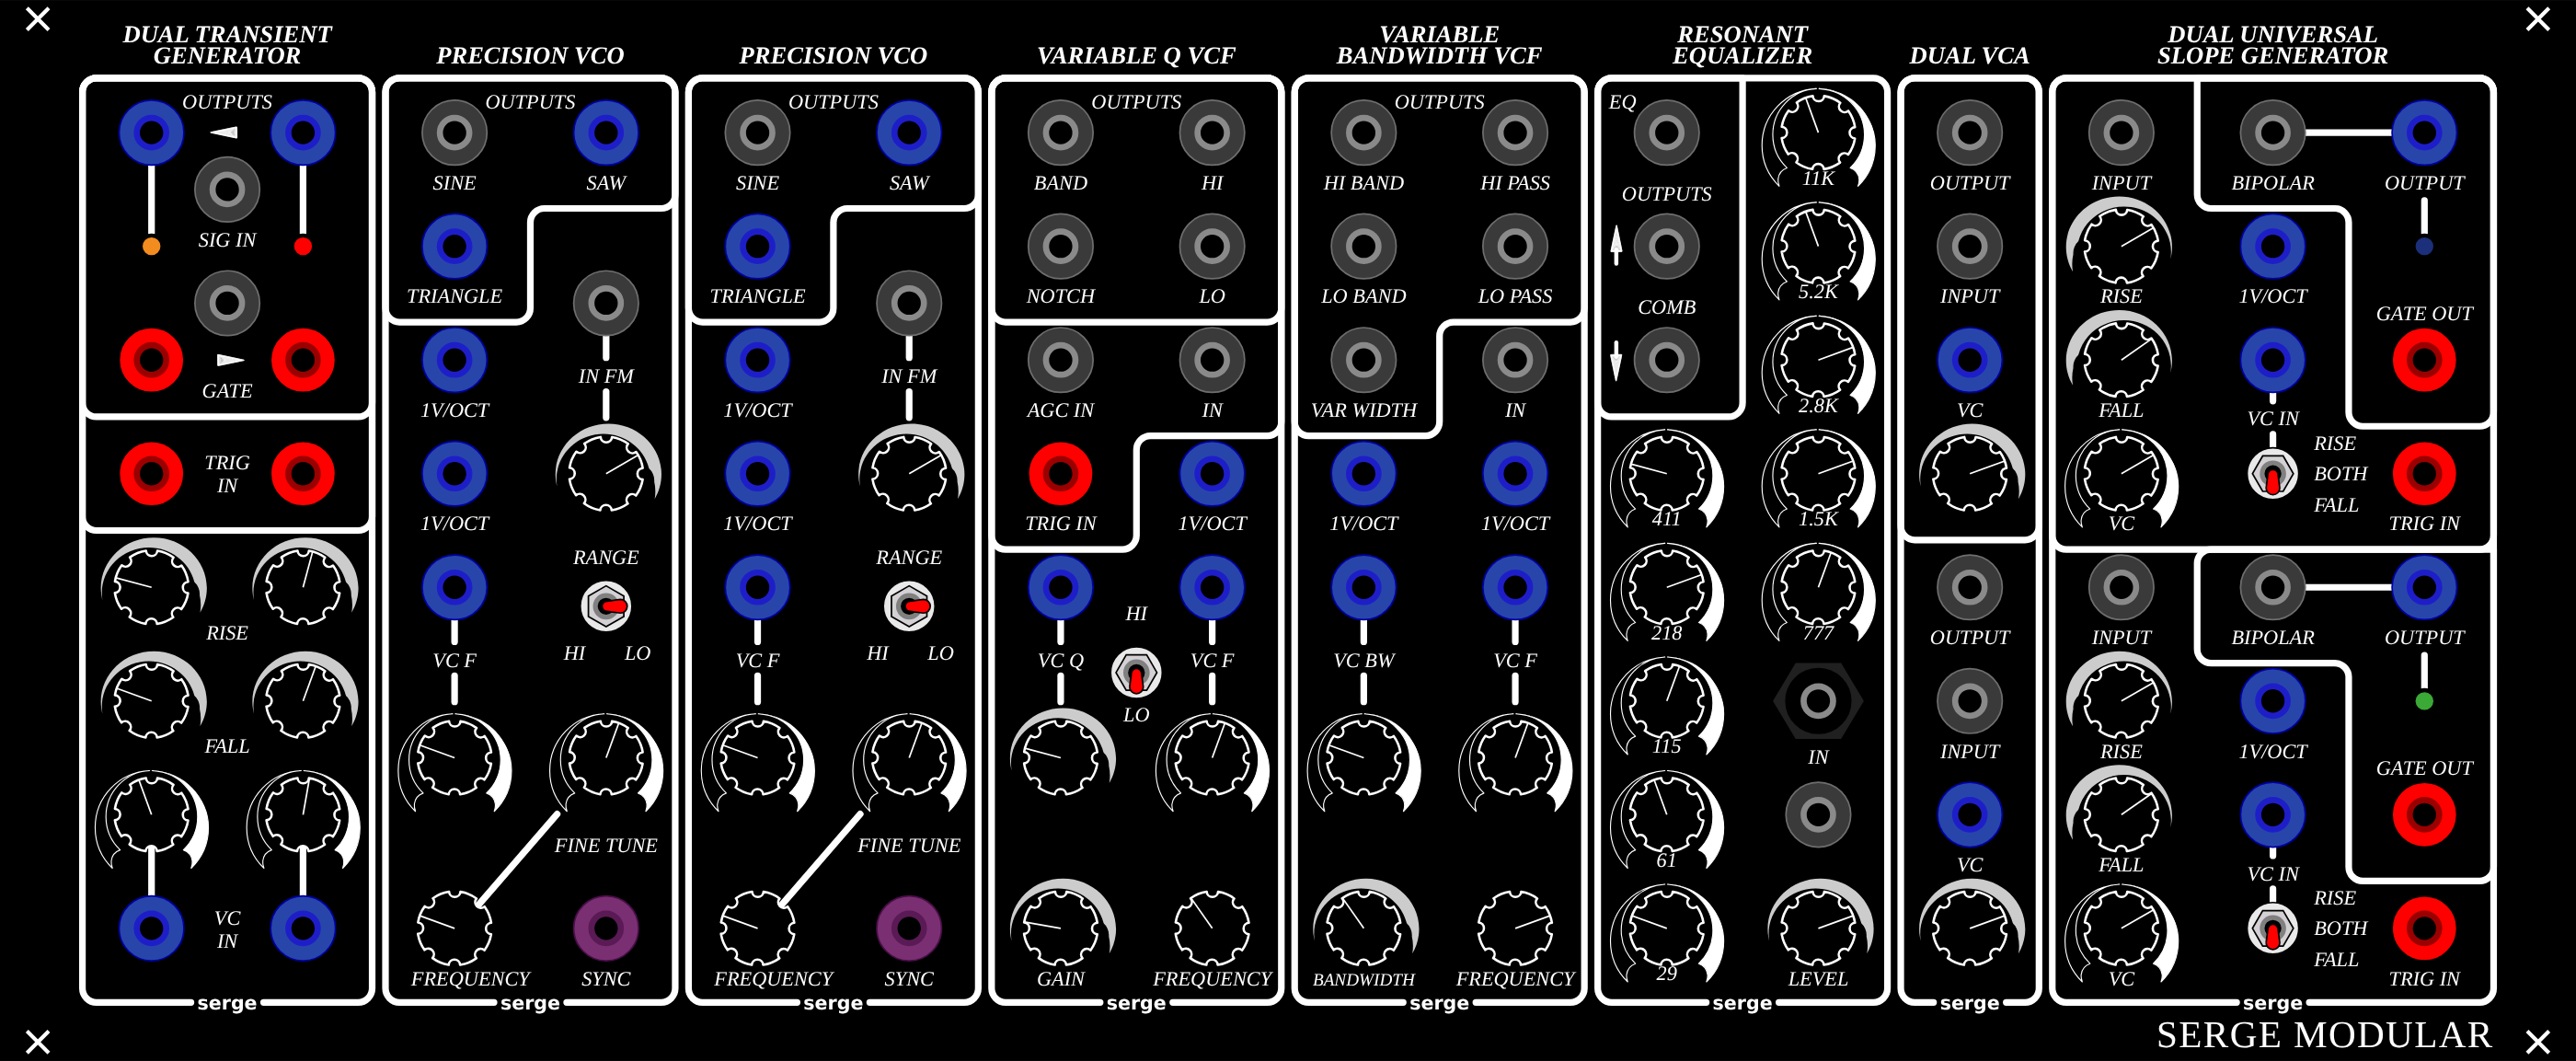 DUAL TRANSIENT
GENERATOR
OUTPUTS
SIG IN
GATE
TRIG
IN
RISE
FALL
VC
IN
serge
PRECISION VCO
OUTPUTS
SINE
SAW
TRIANGLE
IN FM
1V/OCT
1V/OCT
RANGE
HI
LO
VC F
FINE TUNE
FREQUENCY
SYNC
serge
PRECISION VCO
OUTPUTS
SINE
SAW
TRIANGLE
IN FM
1V/OCT
1V/OCT
RANGE
HI
LO
VC F
FINE TUNE
FREQUENCY
SYNC
serge
VARIABLE Q VCF
OUTPUTS
BAND
HI
NOTCH
LO
AGC IN
IN
TRIG IN
1V/OCT
HI
VC Q
VC F
LO
GAIN
FREQUENCY
serge
VARIABLE
BANDWIDTH VCF
OUTPUTS
HI BAND
HI PASS
LO BAND
LO PASS
VAR WIDTH
IN
1V/OCT
1V/OCT
VC BW
VC F
BANDWIDTH
FREQUENCY
serge
RESONANT
EQUALIZER
EQ
11K
OUTPUTS
5.2K
COMB
2.8K
411
1.5K
218
777
115
IN
61
29
LEVEL
serge
DUAL VCA
OUTPUT
INPUT
VC
OUTPUT
INPUT
VC
serge
DUAL UNIVERSAL
SLOPE GENERATOR
INPUT
BIPOLAR
OUTPUT
RISE
1V/OCT
GATE OUT
FALL
VC IN
RISE
BOTH
FALL
VC
TRIG IN
INPUT
BIPOLAR
OUTPUT
RISE
1V/OCT
GATE OUT
FALL
VC IN
RISE
BOTH
FALL
VC
TRIG IN
serge
SERGE MODULAR